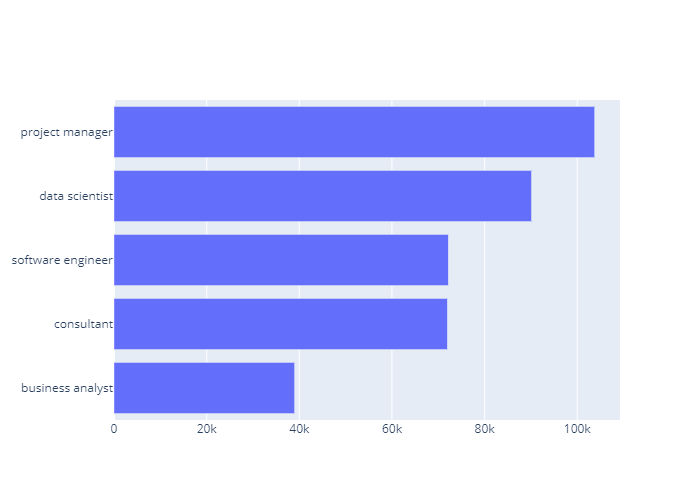 project manager
data scientist
software engineer
consultant
business analyst
0 20k 40k 60k 80k 100k